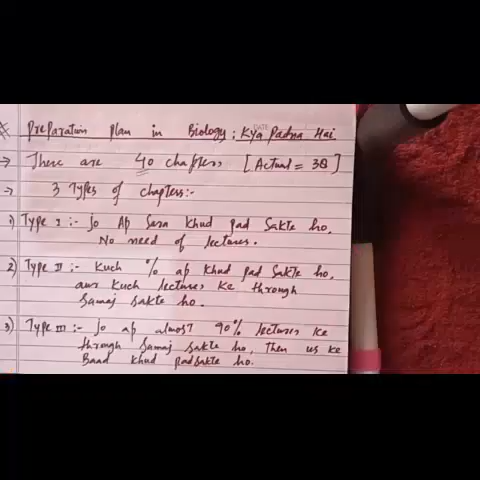 * Preparation Plan in Biology: Kya Padna Hai
→ There are 40 chapters [Actual = 38]
→ 3 Types of chapters:-
1) Type I :- Jo Ap Sara khud pad Sakte ho,
No need of lectures.
2) Type II :- Kuch % ap khud pad Sakte ho,
aur kuch lectures ke through
Samaj sakte ho.
3) Type III :- Jo ap almost 90% lectures ke
through Samaj sakte ho, Then us ke
Baad khud padsakte ho.